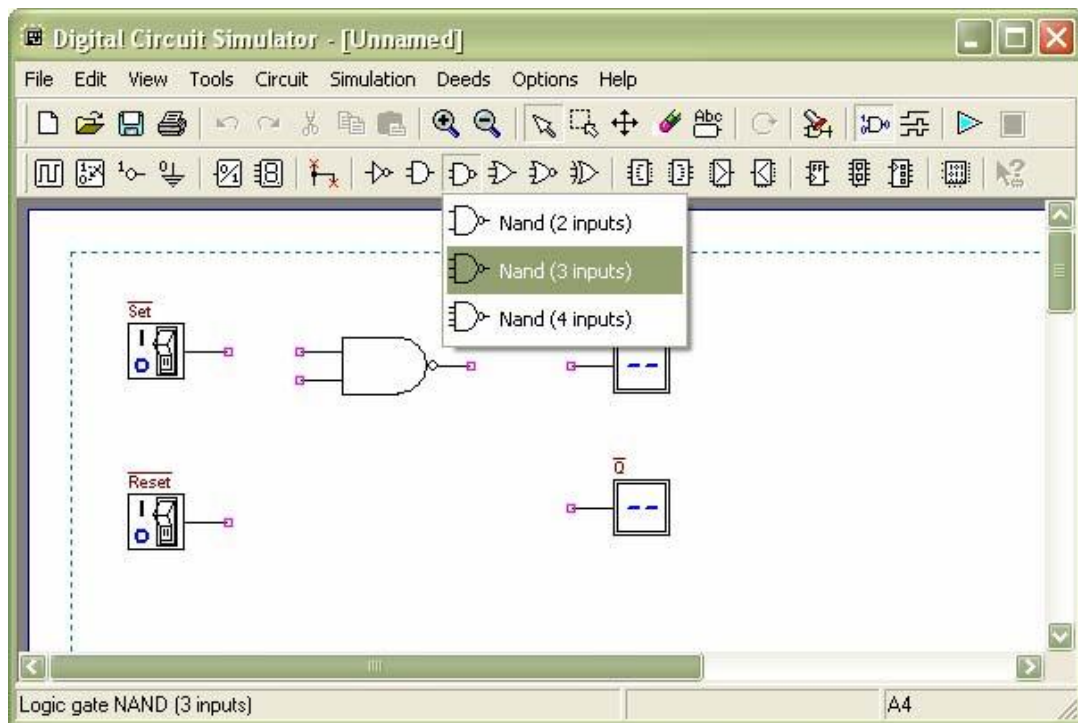 Digital Circuit Simulator - [Unnamed]
File Edit View Tools Circuit Simulation Deeds Options Help
Abc
Nand (2 inputs)
Nand (3 inputs)
Nand (4 inputs)
Set
Reset
Q
Logic gate NAND (3 inputs)
A4